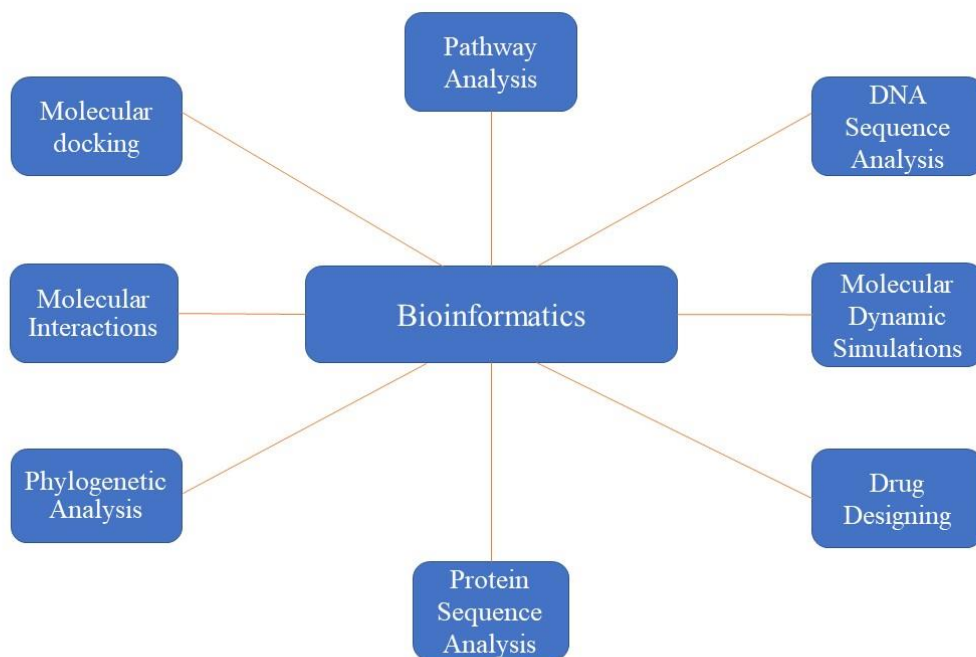 Pathway
Analysis
Molecular
docking
DNA
Sequence
Analysis
Molecular
Interactions
Bioinformatics
Molecular
Dynamic
Simulations
Phylogenetic
Analysis
Drug
Designing
Protein
Sequence
Analysis